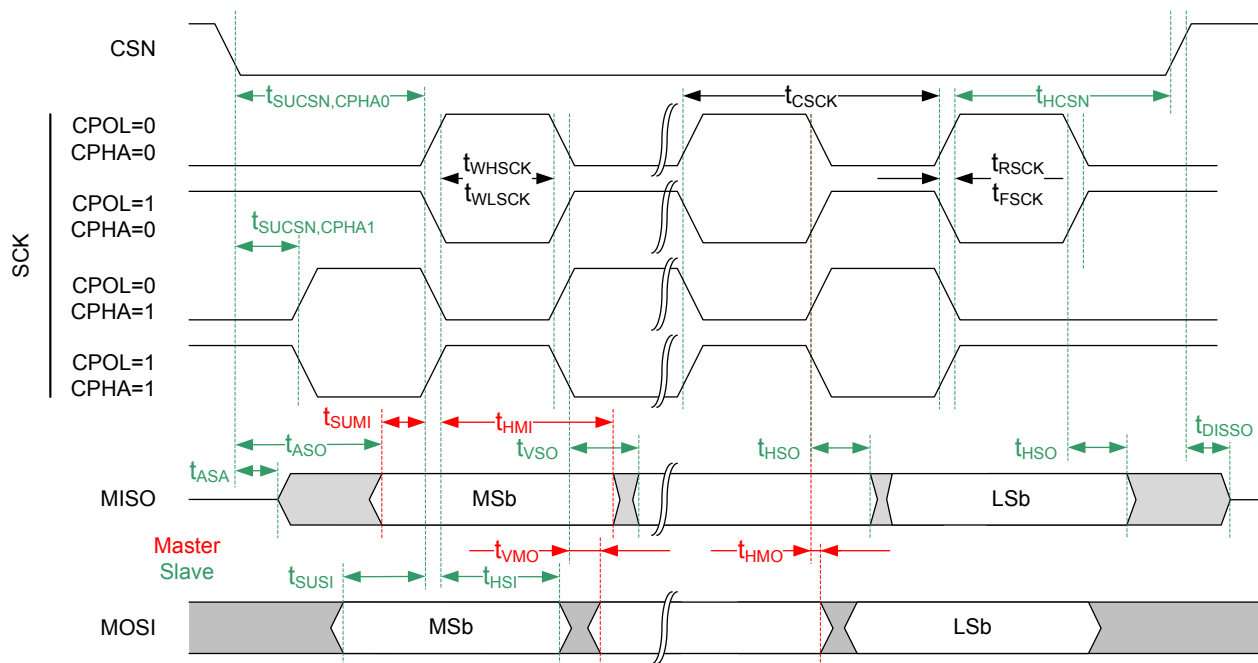 CSN
tSUCSN,CPHA0
tCSCK
tHCSN
SCK
CPOL=0
CPHA=0
tWHSCK
tWLSCK
tRSCK
tFSCK
CPOL=1
CPHA=0
tSUCSN,CPHA1
CPOL=0
CPHA=1
CPOL=1
CPHA=1
tSUMI
tHMI
tASO
tVSO
tHSO
tHSO
tDISSO
tASA
MISO
MSb
LSb
Master
Slave
tVMO
tHMO
tSUSI
tHSI
MOSI
MSb
LSb